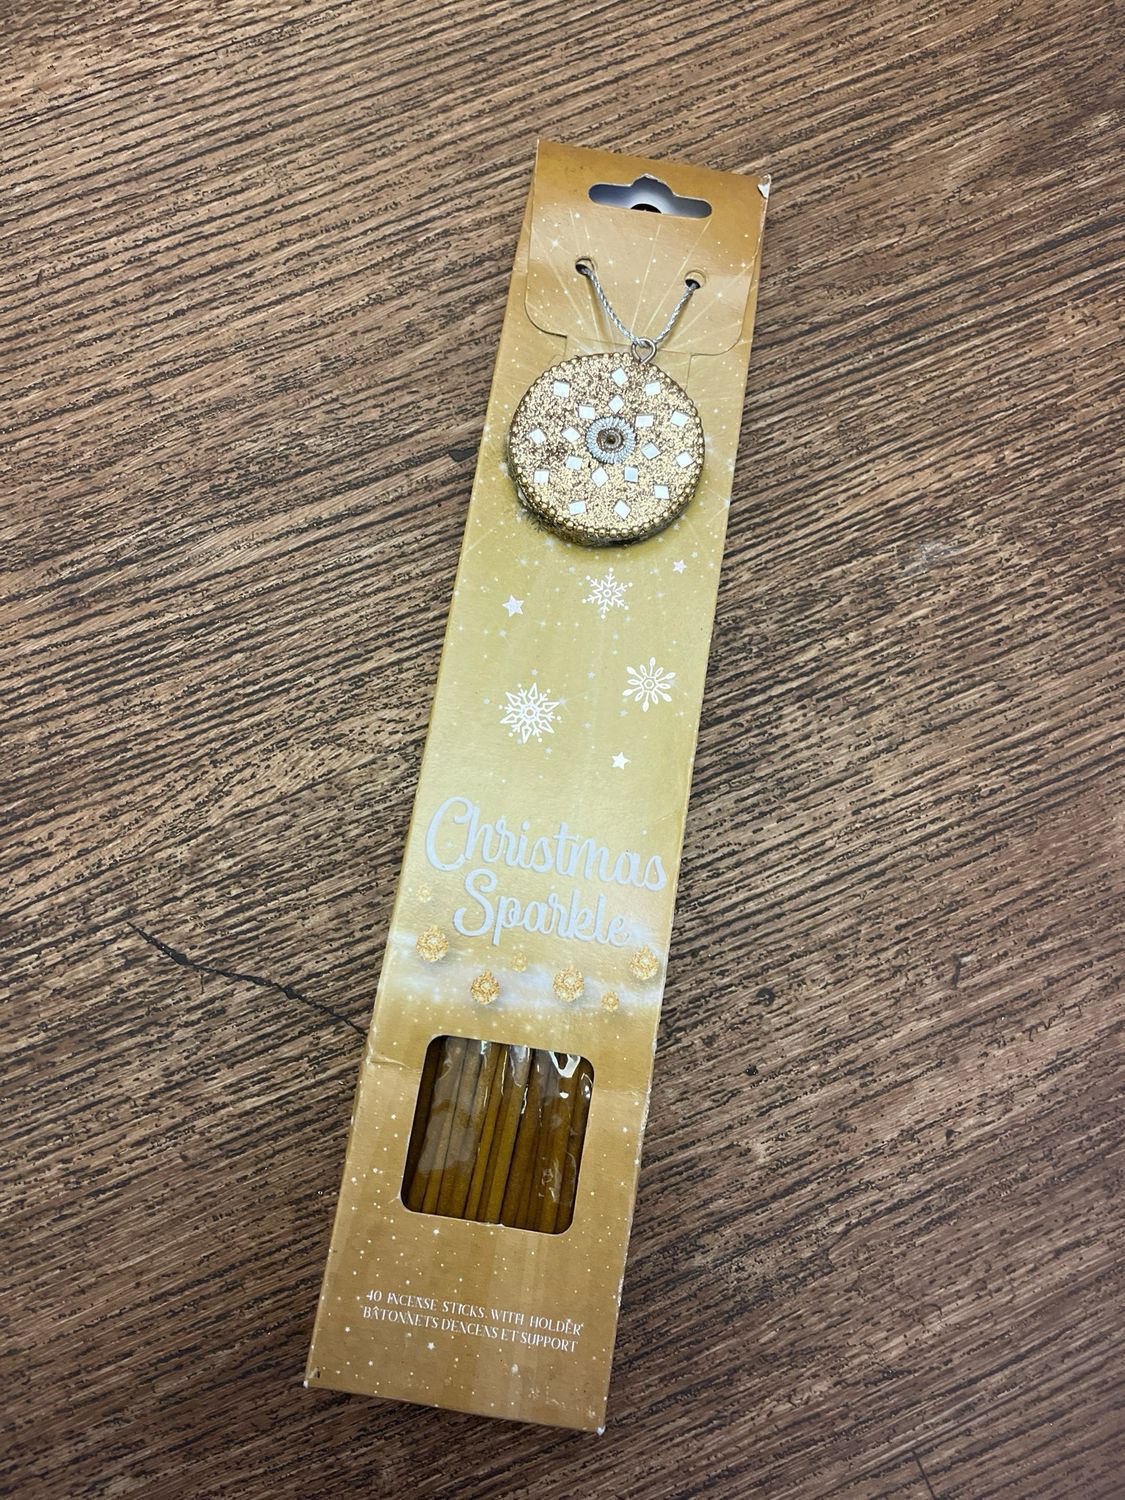 Christmas
Sparkle
40 INCENSE STICKS WITH HOLDER
BÂTONNETS D'ENCENS ET SUPPORT